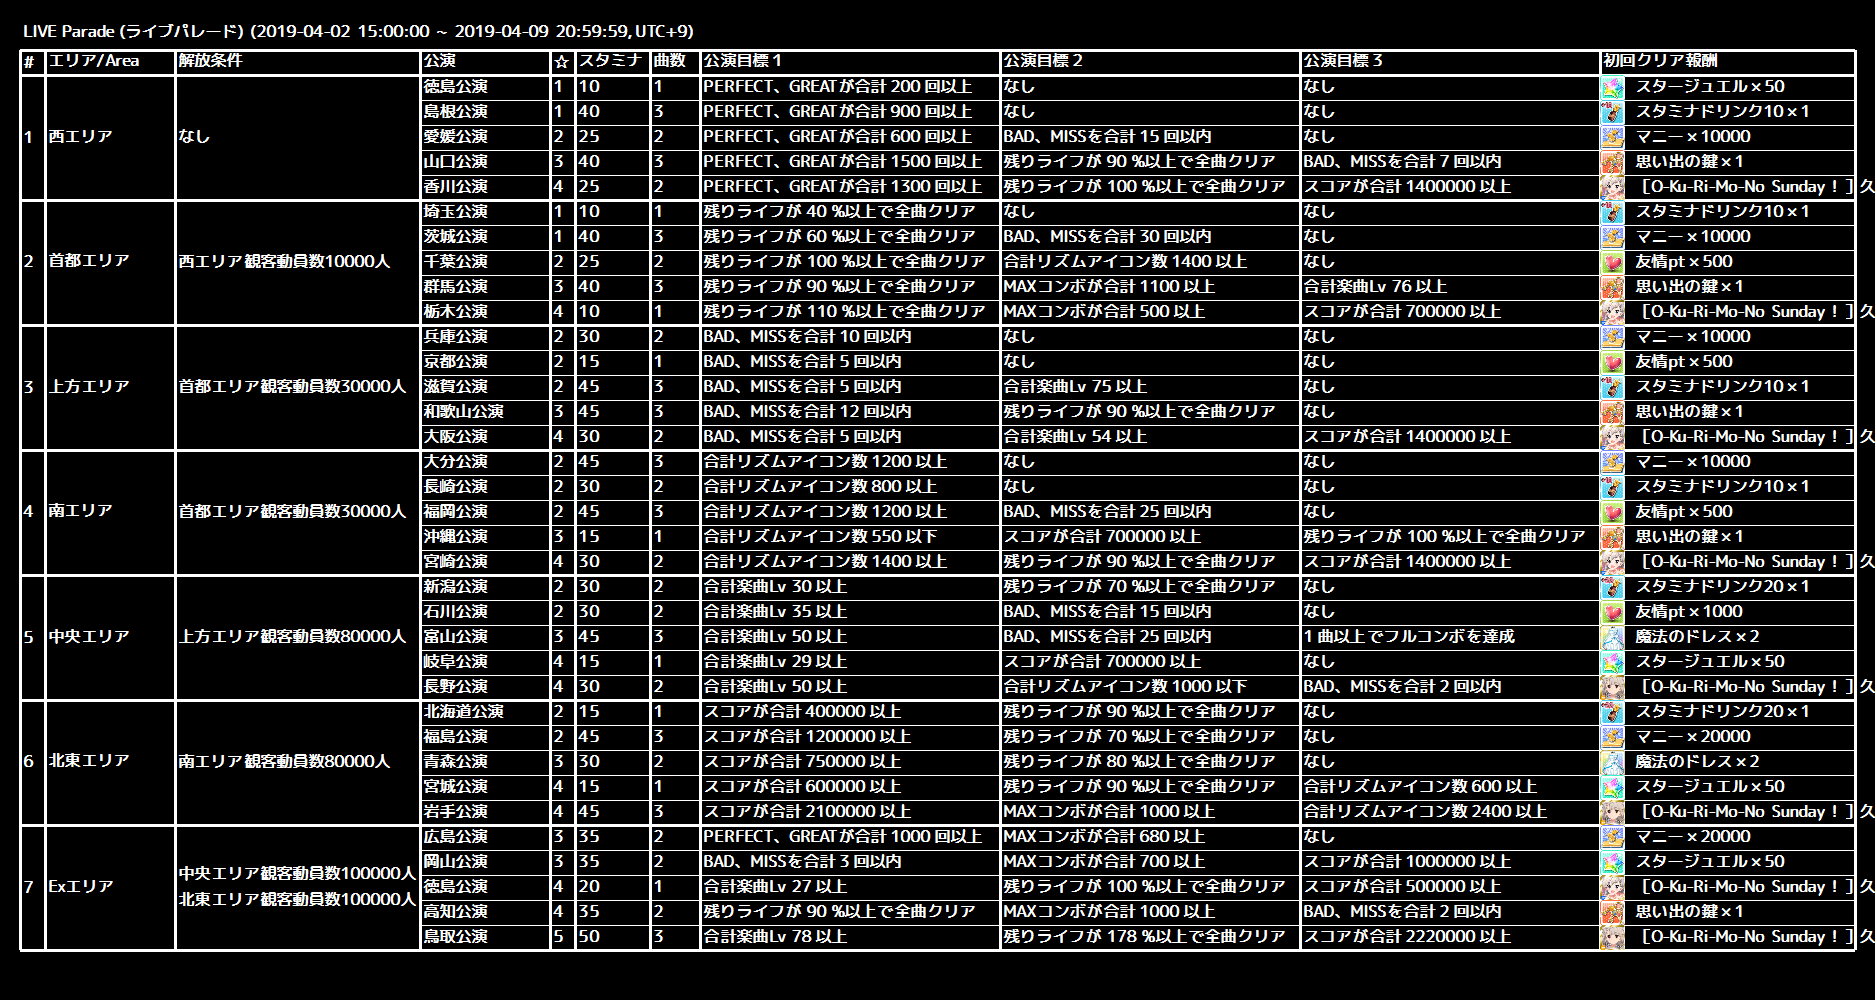 LIVE Parade (ライブパレード) (2019-04-02 15:00:00 ~ 2019-04-09 20:59:59, UTC+9)
# エリア/Area 解放条件 公演 ☆ スタミナ 曲数 公演目標 1 公演目標 2 公演目標 3 初回クリア報酬
徳島公演 1 10 1 PERFECT、GREATが合計 200 回以上 なし なし スタージュエル×50
島根公演 1 40 3 PERFECT、GREATが合計 900 回以上 なし なし スタミナドリンク10×1
1 西エリア なし 愛媛公演 2 25 2 PERFECT、GREATが合計 600 回以上 BAD、MISSを合計 15 回以内 なし マニー×10000
山口公演 3 40 3 PERFECT、GREATが合計 1500 回以上 残りライフが 90 %以上で全曲クリア BAD、MISSを合計 7 回以内 思い出の鍵×1
香川公演 4 25 2 PERFECT、GREATが合計 1300 回以上 残りライフが 100 %以上で全曲クリア スコアが合計 1400000 以上 [O-Ku-Ri-Mo-No Sunday！] 久
埼玉公演 1 10 1 残りライフが 40 %以上で全曲クリア なし なし スタミナドリンク10×1
茨城公演 1 40 3 残りライフが 60 %以上で全曲クリア BAD、MISSを合計 30 回以内 なし マニー×10000
2 首都エリア 西エリア観客動員数10000人 千葉公演 2 25 2 残りライフが 100 %以上で全曲クリア 合計リズムアイコン数 1400 以上 なし 友情pt×500
群馬公演 3 40 3 残りライフが 90 %以上で全曲クリア MAXコンボが合計 1100 以上 合計楽曲Lv 76 以上 思い出の鍵×1
栃木公演 4 10 1 残りライフが 110 %以上で全曲クリア MAXコンボが合計 500 以上 スコアが合計 700000 以上 [O-Ku-Ri-Mo-No Sunday！] 久
兵庫公演 2 30 2 BAD、MISSを合計 10 回以内 なし なし マニー×10000
京都公演 2 15 1 BAD、MISSを合計 5 回以内 なし なし 友情pt×500
3 上方エリア 首都エリア観客動員数30000人 滋賀公演 2 45 3 BAD、MISSを合計 5 回以内 合計楽曲Lv 75 以上 なし スタミナドリンク10×1
和歌山公演 3 45 3 BAD、MISSを合計 12 回以内 残りライフが 90 %以上で全曲クリア なし 思い出の鍵×1
大阪公演 4 30 2 BAD、MISSを合計 5 回以内 合計楽曲Lv 54 以上 スコアが合計 1400000 以上 [O-Ku-Ri-Mo-No Sunday！] 久
大分公演 2 45 3 合計リズムアイコン数 1200 以上 なし なし マニー×10000
長崎公演 2 30 2 合計リズムアイコン数 800 以上 なし なし スタミナドリンク10×1
4 南エリア 首都エリア観客動員数30000人 福岡公演 2 45 3 合計リズムアイコン数 1200 以上 BAD、MISSを合計 25 回以内 なし 友情pt×500
沖縄公演 3 15 1 合計リズムアイコン数 550 以下 スコアが合計 700000 以上 残りライフが 100 %以上で全曲クリア 思い出の鍵×1
宮崎公演 4 30 2 合計リズムアイコン数 1400 以上 残りライフが 90 %以上で全曲クリア スコアが合計 1400000 以上 [O-Ku-Ri-Mo-No Sunday！] 久
新潟公演 2 30 2 合計楽曲Lv 30 以上 残りライフが 70 %以上で全曲クリア なし スタミナドリンク20×1
石川公演 2 30 2 合計楽曲Lv 35 以上 BAD、MISSを合計 15 回以内 なし 友情pt×1000
5 中央エリア 上方エリア観客動員数80000人 富山公演 3 45 3 合計楽曲Lv 50 以上 BAD、MISSを合計 25 回以内 1 曲以上でフルコンボを達成 魔法のドレス×2
岐阜公演 4 15 1 合計楽曲Lv 29 以上 スコアが合計 700000 以上 なし スタージュエル×50
長野公演 4 30 2 合計楽曲Lv 50 以上 合計リズムアイコン数 1000 以下 BAD、MISSを合計 2 回以内 [O-Ku-Ri-Mo-No Sunday！] 久
北海道公演 2 15 1 スコアが合計 400000 以上 残りライフが 90 %以上で全曲クリア なし スタミナドリンク20×1
福島公演 2 45 3 スコアが合計 1200000 以上 残りライフが 70 %以上で全曲クリア なし マニー×20000
6 北東エリア 南エリア観客動員数80000人 青森公演 3 30 2 スコアが合計 750000 以上 残りライフが 80 %以上で全曲クリア なし 魔法のドレス×2
宮城公演 4 15 1 スコアが合計 600000 以上 残りライフが 90 %以上で全曲クリア 合計リズムアイコン数 600 以上 スタージュエル×50
岩手公演 4 45 3 スコアが合計 2100000 以上 MAXコンボが合計 1000 以上 合計リズムアイコン数 2400 以上 [O-Ku-Ri-Mo-No Sunday！] 久
広島公演 3 35 2 PERFECT、GREATが合計 1000 回以上 MAXコンボが合計 680 以上 なし マニー×20000
岡山公演 3 35 2 BAD、MISSを合計 3 回以内 MAXコンボが合計 700 以上 スコアが合計 1000000 以上 スタージュエル×50
7 Exエリア 中央エリア観客動員数100000人 北東エリア観客動員数100000人 徳島公演 4 20 1 合計楽曲Lv 27 以上 残りライフが 100 %以上で全曲クリア スコアが合計 500000 以上 [O-Ku-Ri-Mo-No Sunday！] 久
高知公演 4 35 2 残りライフが 90 %以上で全曲クリア MAXコンボが合計 1000 以上 BAD、MISSを合計 2 回以内 思い出の鍵×1
鳥取公演 5 50 3 合計楽曲Lv 78 以上 残りライフが 178 %以上で全曲クリア スコアが合計 2220000 以上 [O-Ku-Ri-Mo-No Sunday！] 久